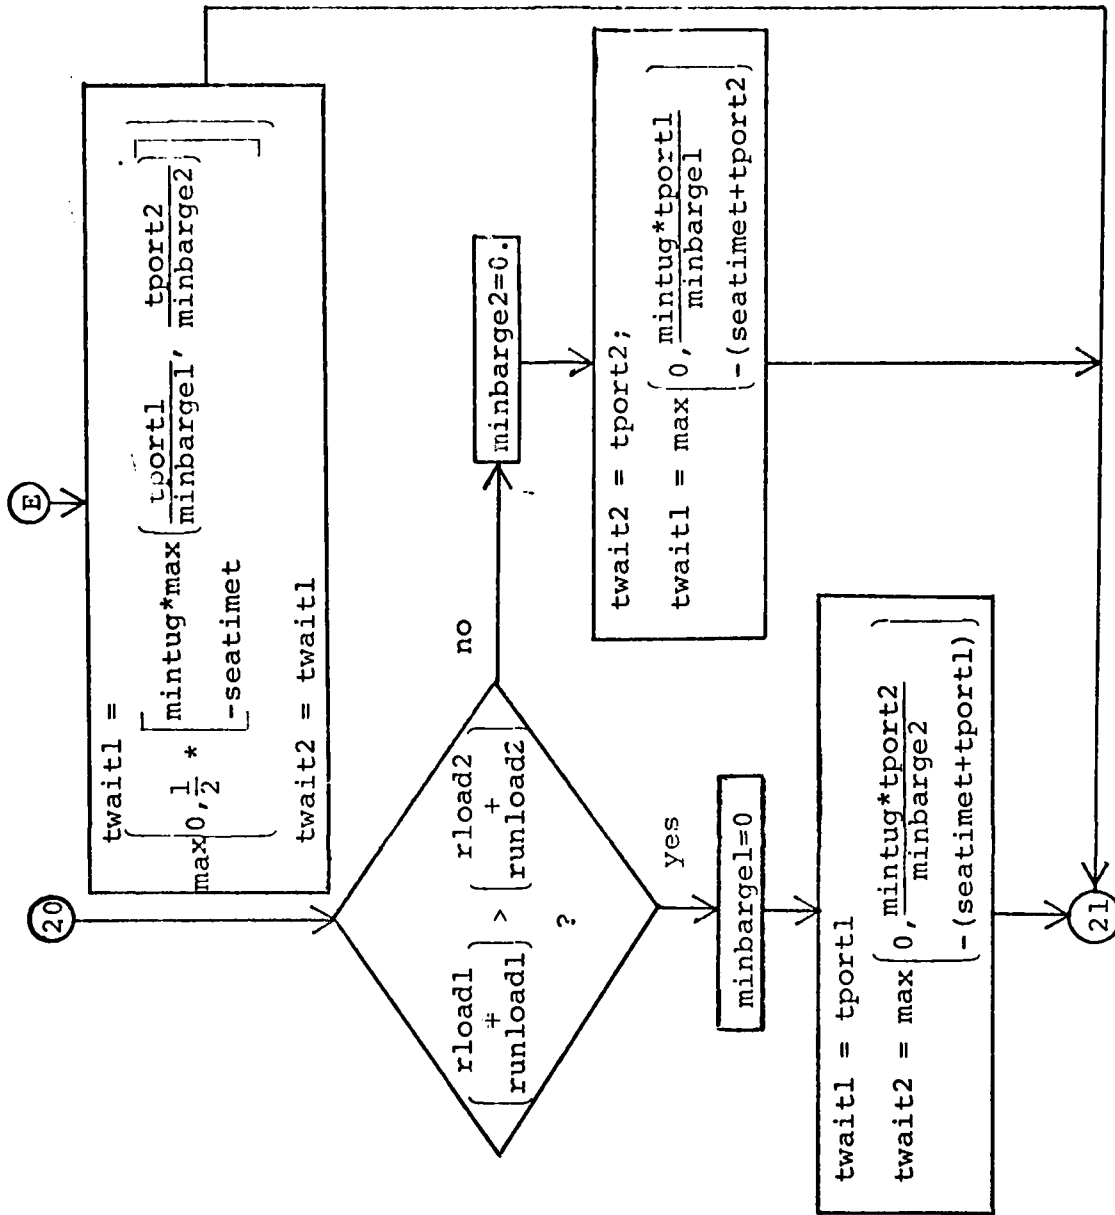 E
twait1 =
max(0, 1/2 * [mintug*max(tport1/minbarge1, tport2/minbarge2)
-seatimet])
twait2 = twait1
20
(rload1 + runload1) > (rload2 + runload2)
?
no
minbarge2=0.
twait2 = tport2;
twait1 = max(0, mintug*tport1/minbarge1
-(seatimet+tport2))
yes
minbarge1=0
twait1 = tport1
twait2 = max(0, mintug*tport2/minbarge2
-(seatimet+tport1))
21